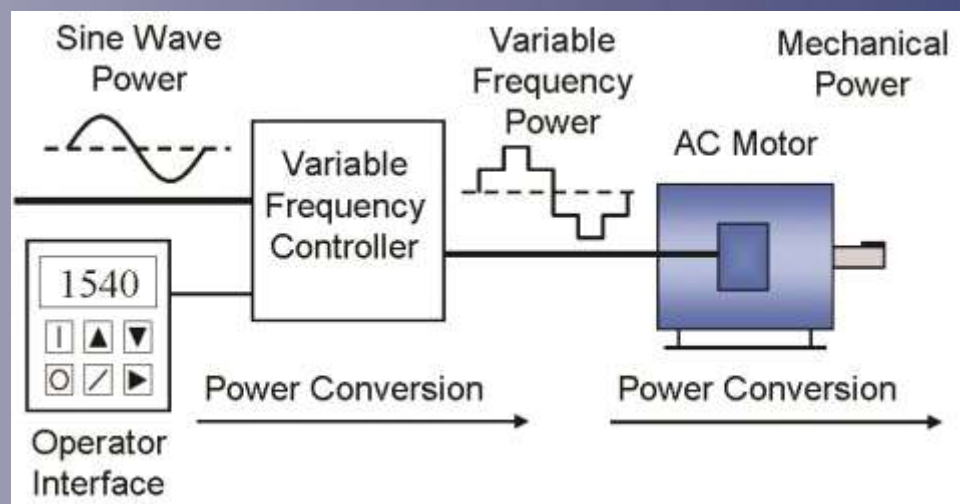 Sine Wave
Power
Variable
Frequency
Power
Mechanical
Power
AC Motor
Variable
Frequency
Controller
1540
Power Conversion
Power Conversion
Operator
Interface